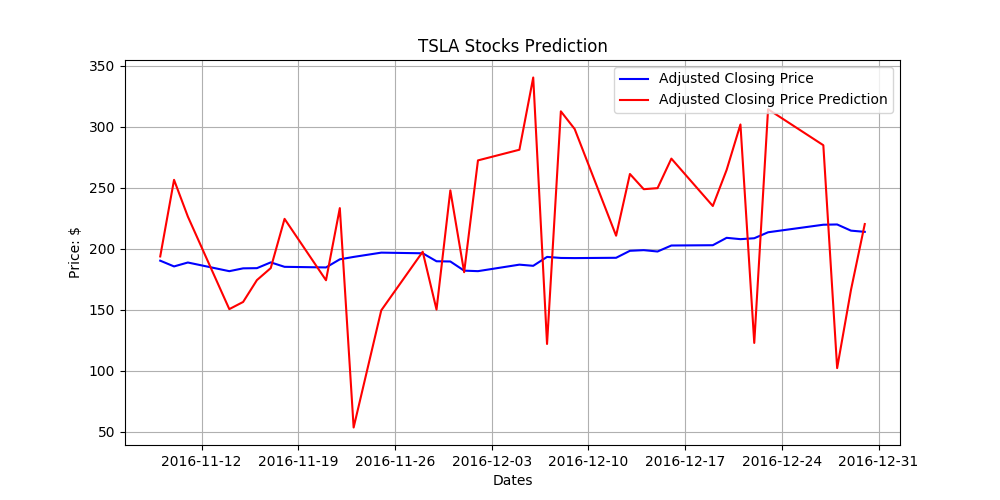 TSLA Stocks Prediction
Adjusted Closing Price
Adjusted Closing Price Prediction
Price: $
350
300
250
200
150
100
50
2016-11-12 2016-11-19 2016-11-26 2016-12-03 2016-12-10 2016-12-17 2016-12-24 2016-12-31
Dates